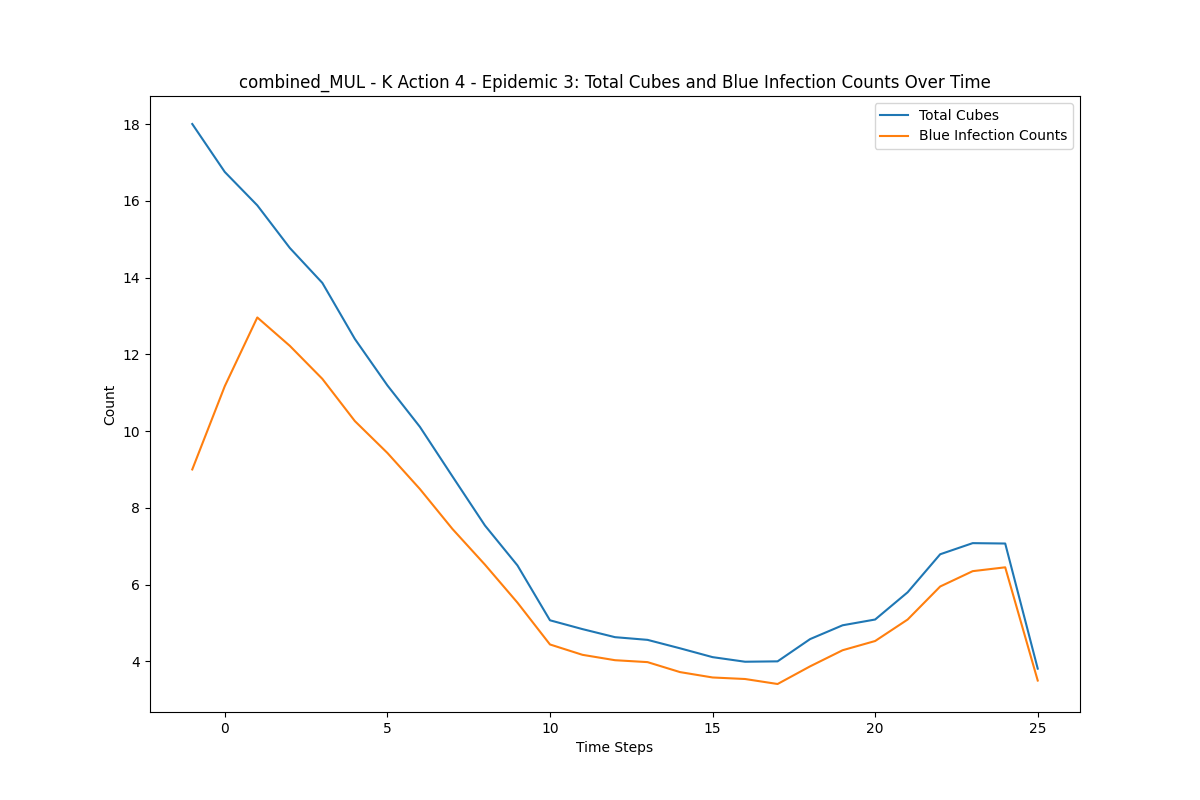 combined_MUL - K Action 4 - Epidemic 3: Total Cubes and Blue Infection Counts Over Time
Total Cubes
Blue Infection Counts
18
16
14
12
10
8
6
4
Count
0
5
10
15
20
25
Time Steps